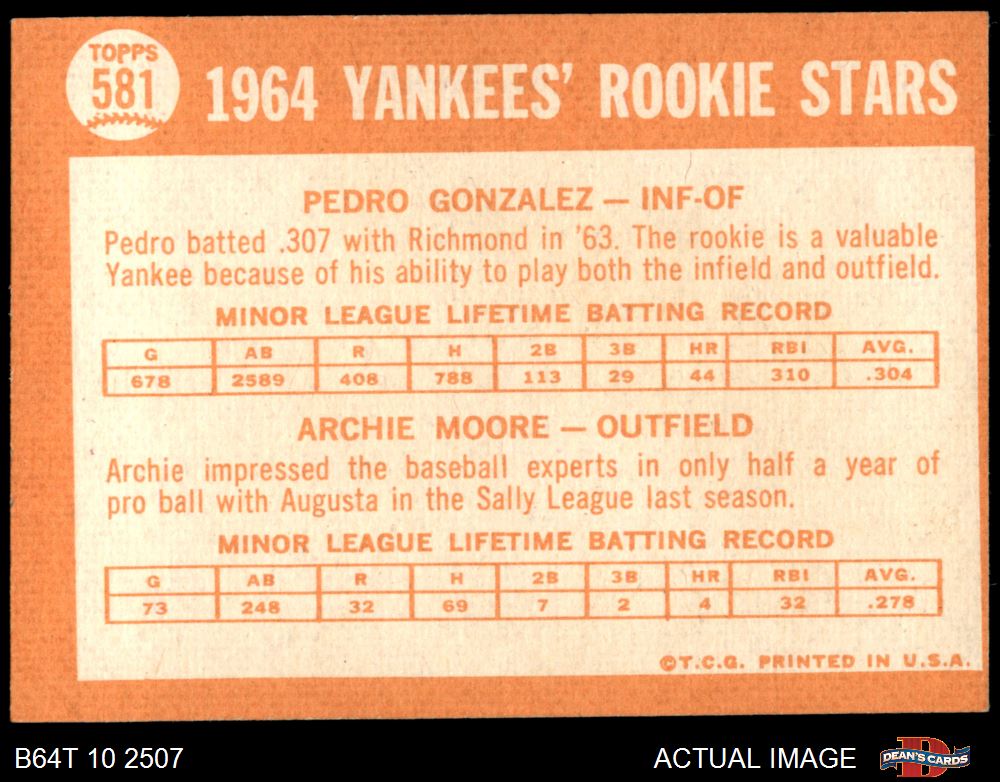 TOPPS
581
1964 YANKEES' ROOKIE STARS
PEDRO GONZALEZ — INF-OF
Pedro batted .307 with Richmond in '63. The rookie is a valuable
Yankee because of his ability to play both the infield and outfield.
MINOR LEAGUE LIFETIME BATTING RECORD
G AB R H 2B 3B HR RBI AVG.
678 2589 408 788 113 29 44 310 .304
ARCHIE MOORE — OUTFIELD
Archie impressed the baseball experts in only half a year of
pro ball with Augusta in the Sally League last season.
MINOR LEAGUE LIFETIME BATTING RECORD
G AB R H 2B 3B HR RBI AVG.
73 248 32 69 7 2 4 32 .278
©T.C.G. PRINTED IN U.S.A.
B64T 10 2507
ACTUAL IMAGE
DEAN'S CARDS